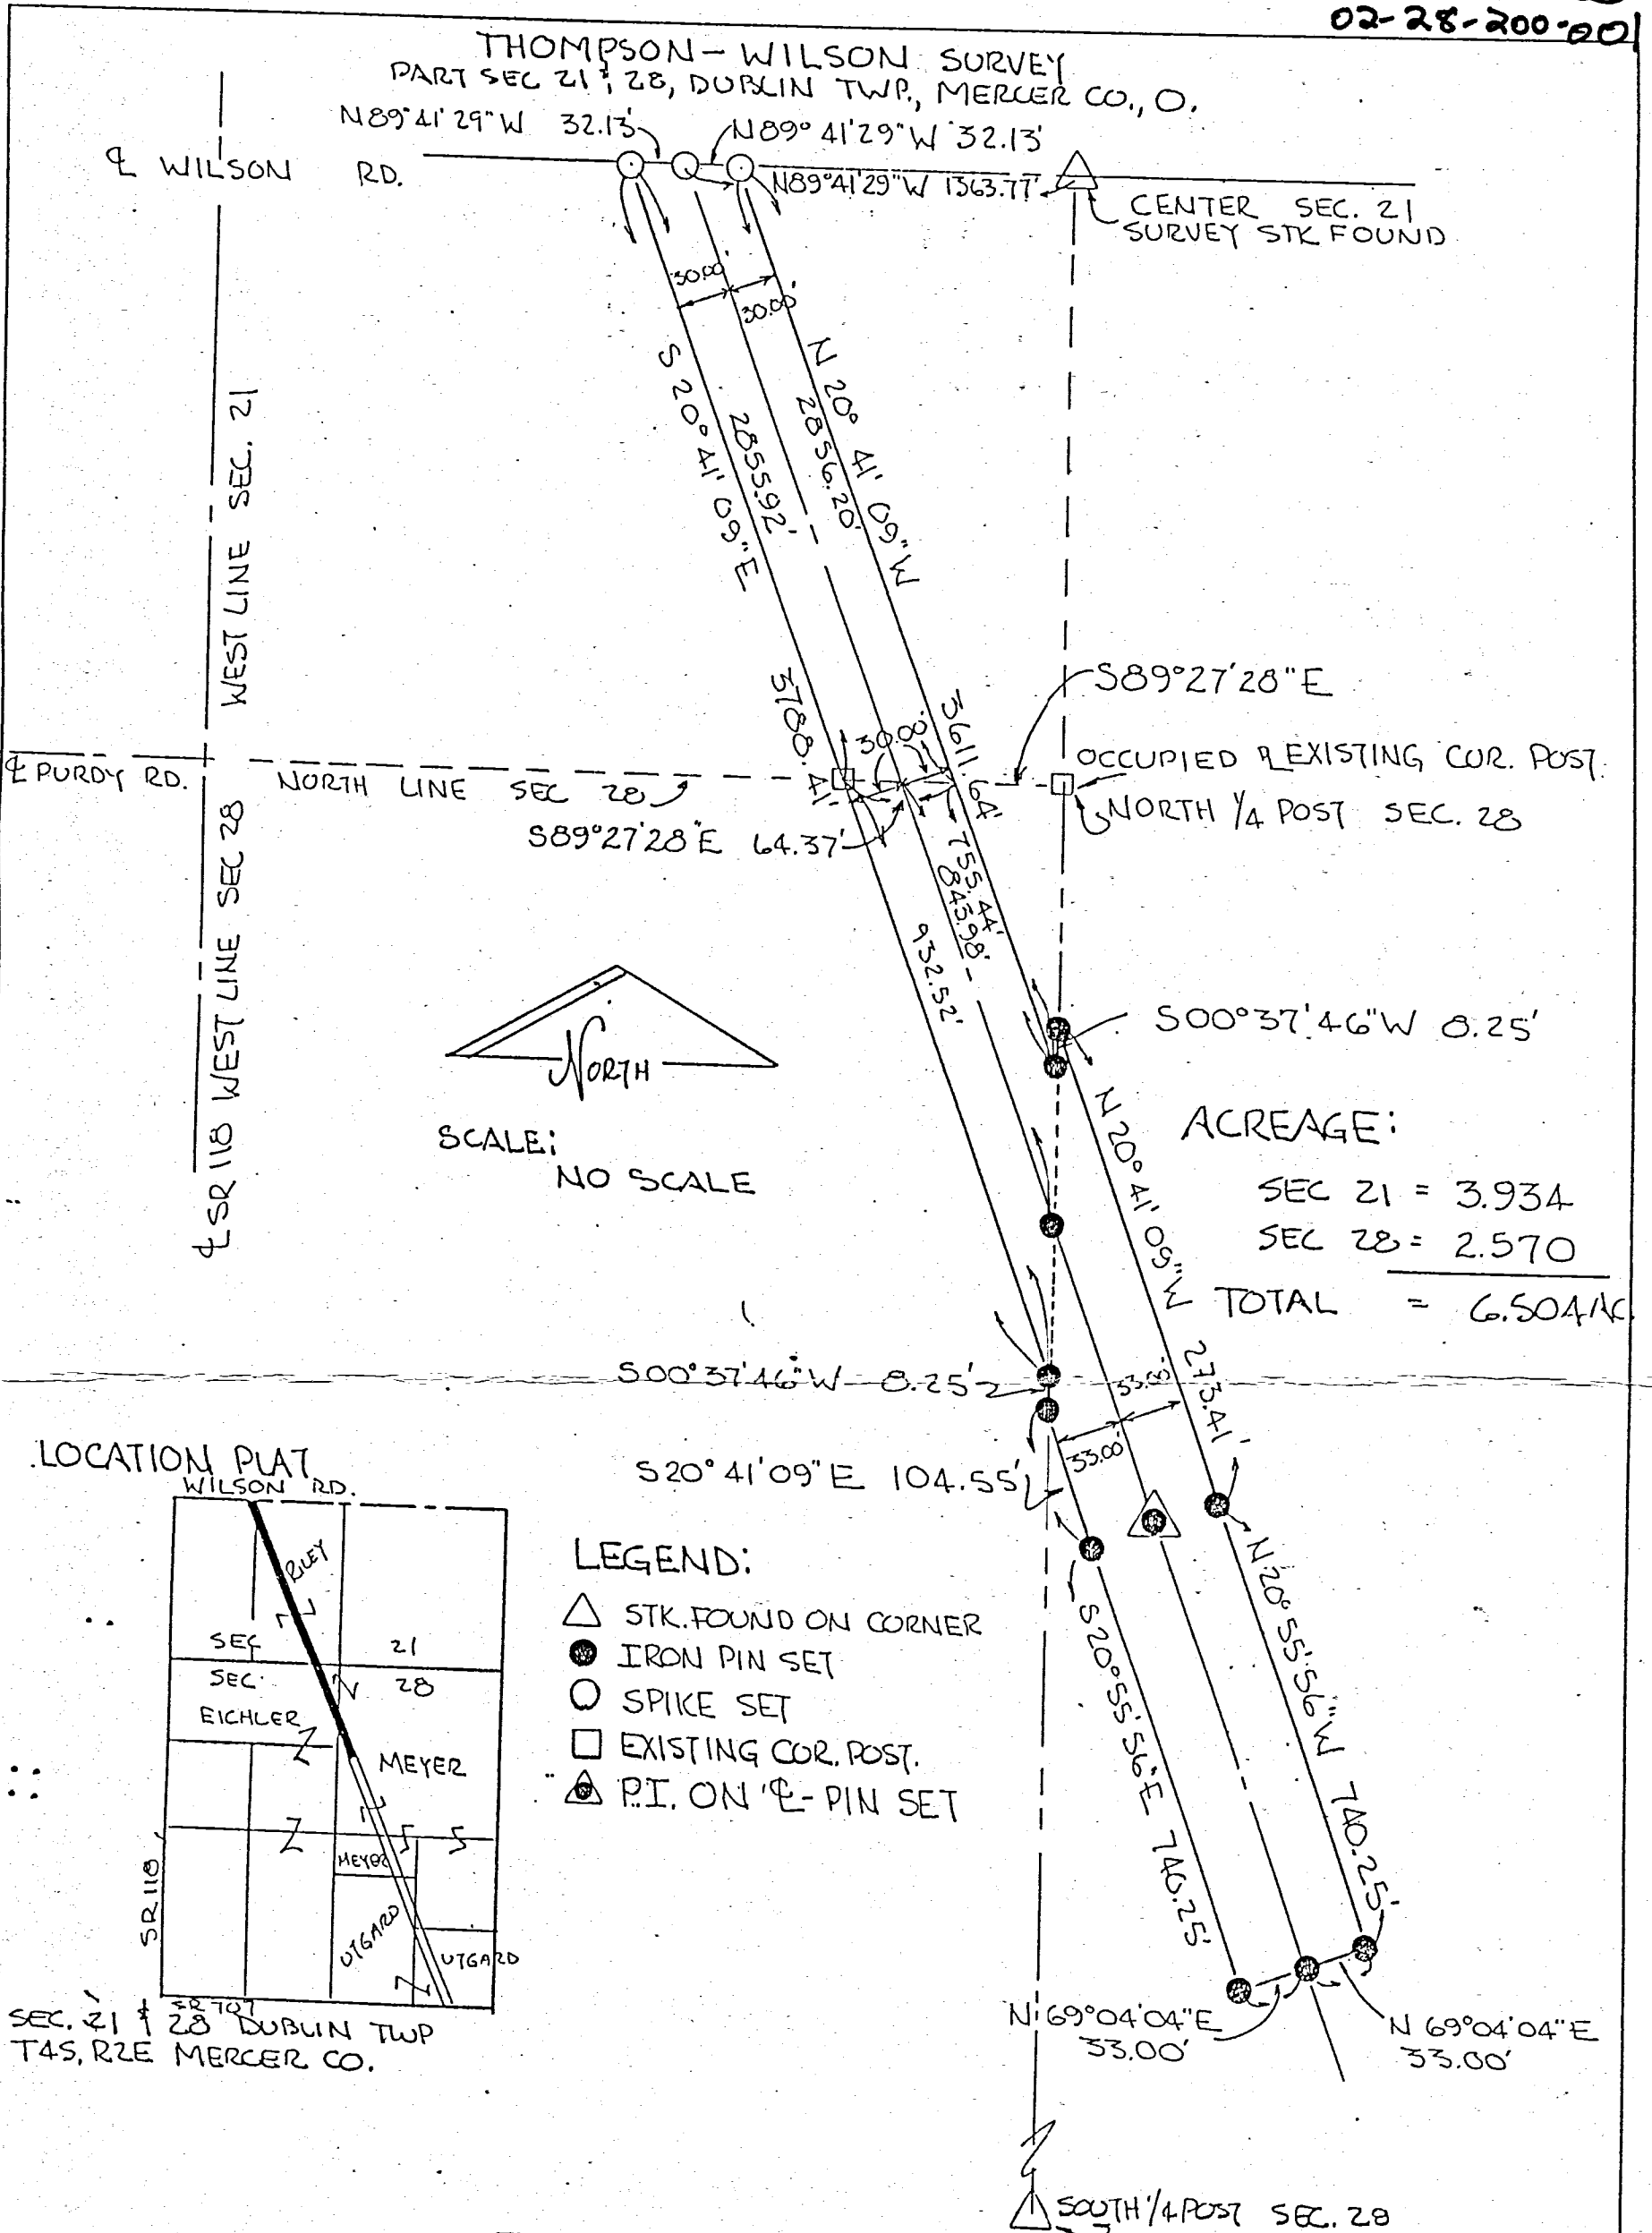 02-28-200-001
THOMPSON-WILSON SURVEY
PART SEC 21 & 28, DUBLIN TWP., MERCER CO., O.
N89°41'29"W 32.13'
N89°41'29"W 32.13'
℄ WILSON RD.
N89°41'29"W 1363.77'
CENTER SEC. 21
SURVEY STK FOUND
30.00'
30.00'
S 20° 41' 09"E
2855.92'
2856.20'
N 20° 41' 09"W
WEST LINE SEC. 21
3788.41'
3611.64'
S89°27'28"E
30.00'
℄ PURDY RD.
NORTH LINE SEC 28
OCCUPIED & EXISTING COR. POST.
NORTH 1/4 POST SEC. 28
S89°27'28"E 64.37'
755.44'
843.98'
932.52'
℄ SR 118 WEST LINE SEC 28
NORTH
SCALE:
NO SCALE
S00°37'46"W 8.25'
N 20° 41' 09"W
273.41'
ACREAGE:
SEC 21 = 3.934
SEC 28 = 2.570
TOTAL = 6.504 AC.
S00°37'46"W 8.25'
33.00'
33.00'
S20°41'09"E 104.55'
LOCATION PLAT
WILSON RD.
RILEY
SEC 21
SEC. 28
EICHLER
MEYER
MEYER
UTGARD
UTGARD
SR 118
SR 707
SEC. 21 & 28 DUBLIN TWP
T4S, R2E MERCER CO.
LEGEND:
STK. FOUND ON CORNER
IRON PIN SET
SPIKE SET
EXISTING COR. POST.
P.I. ON ℄ - PIN SET
S20°55'56"E 740.25'
N20°55'56"W 740.25'
N 69°04'04"E
33.00'
N 69°04'04"E
33.00'
SOUTH 1/4 POST SEC. 28